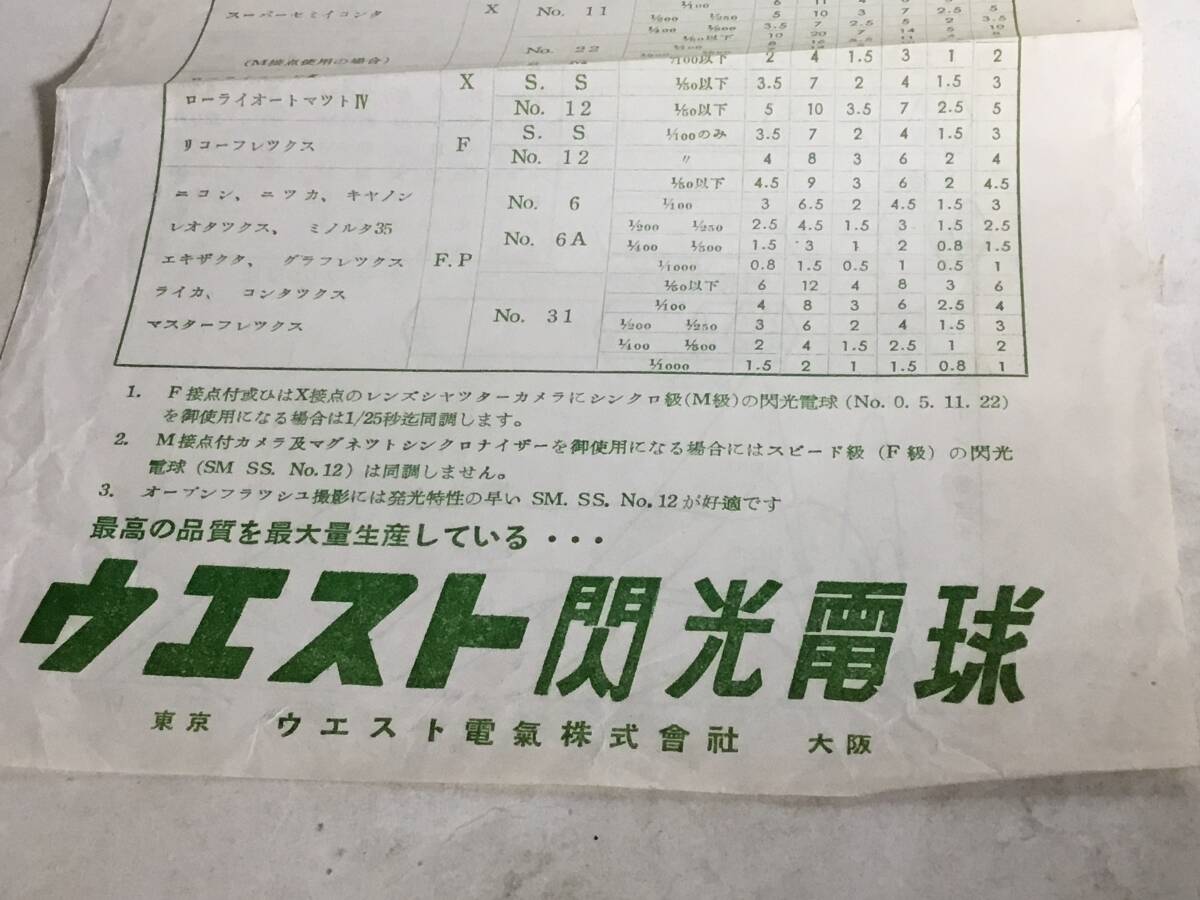 スーパーセミイコンタ X No. 11 1/200 1/250 5 10 3 7 2.5 5
No. 22
(M接点使用の場合) 1/100以下 2 4 1.5 3 1 2
ローライオートマツトⅣ X S. S 1/50以下 3.5 7 2 4 1.5 3
No. 12 1/50以下 5 10 3.5 7 2.5 5
リコーフレツクス F S. S 1/100のみ 3.5 7 2 4 1.5 3
No. 12 〃 4 8 3 6 2 4
ニコン、ニツカ、キヤノン F.P No. 6 1/50以下 4.5 9 3 6 2 4.5
1/100 3 6.5 2 4.5 1.5 3
レオタツクス、 ミノルタ35 No. 6A 1/200 1/250 2.5 4.5 1.5 3 1.5 2.5
1/400 1/500 1.5 3 1 2 0.8 1.5
エキザクタ、 グラフレツクス 1/1000 0.8 1.5 0.5 1 0.5 1
ライカ、 コンタツクス No. 31 1/50以下 6 12 4 8 3 6
1/100 4 8 3 6 2.5 4
マスターフレツクス 1/200 1/250 3 6 2 4 1.5 3
1/400 1/500 2 4 1.5 2.5 1 2
1/1000 1.5 2 1 1.5 0.8 1
1. F接点付或ひはX接点のレンズシヤツターカメラにシンクロ級(M級)の閃光電球(No. 0. 5. 11. 22)
を御使用になる場合は1/25秒迄同調します。
2. M接点付カメラ及マグネツトシンクロナイザーを御使用になる場合にはスピード級(F級)の閃光
電球(SM SS. No. 12)は同調しません。
3. オープンフラツシユ撮影には発光特性の早い SM. SS. No. 12が好適です
最高の品質を最大量生産している・・・
ウエスト閃光電球
東京 ウエスト電氣株式會社 大阪